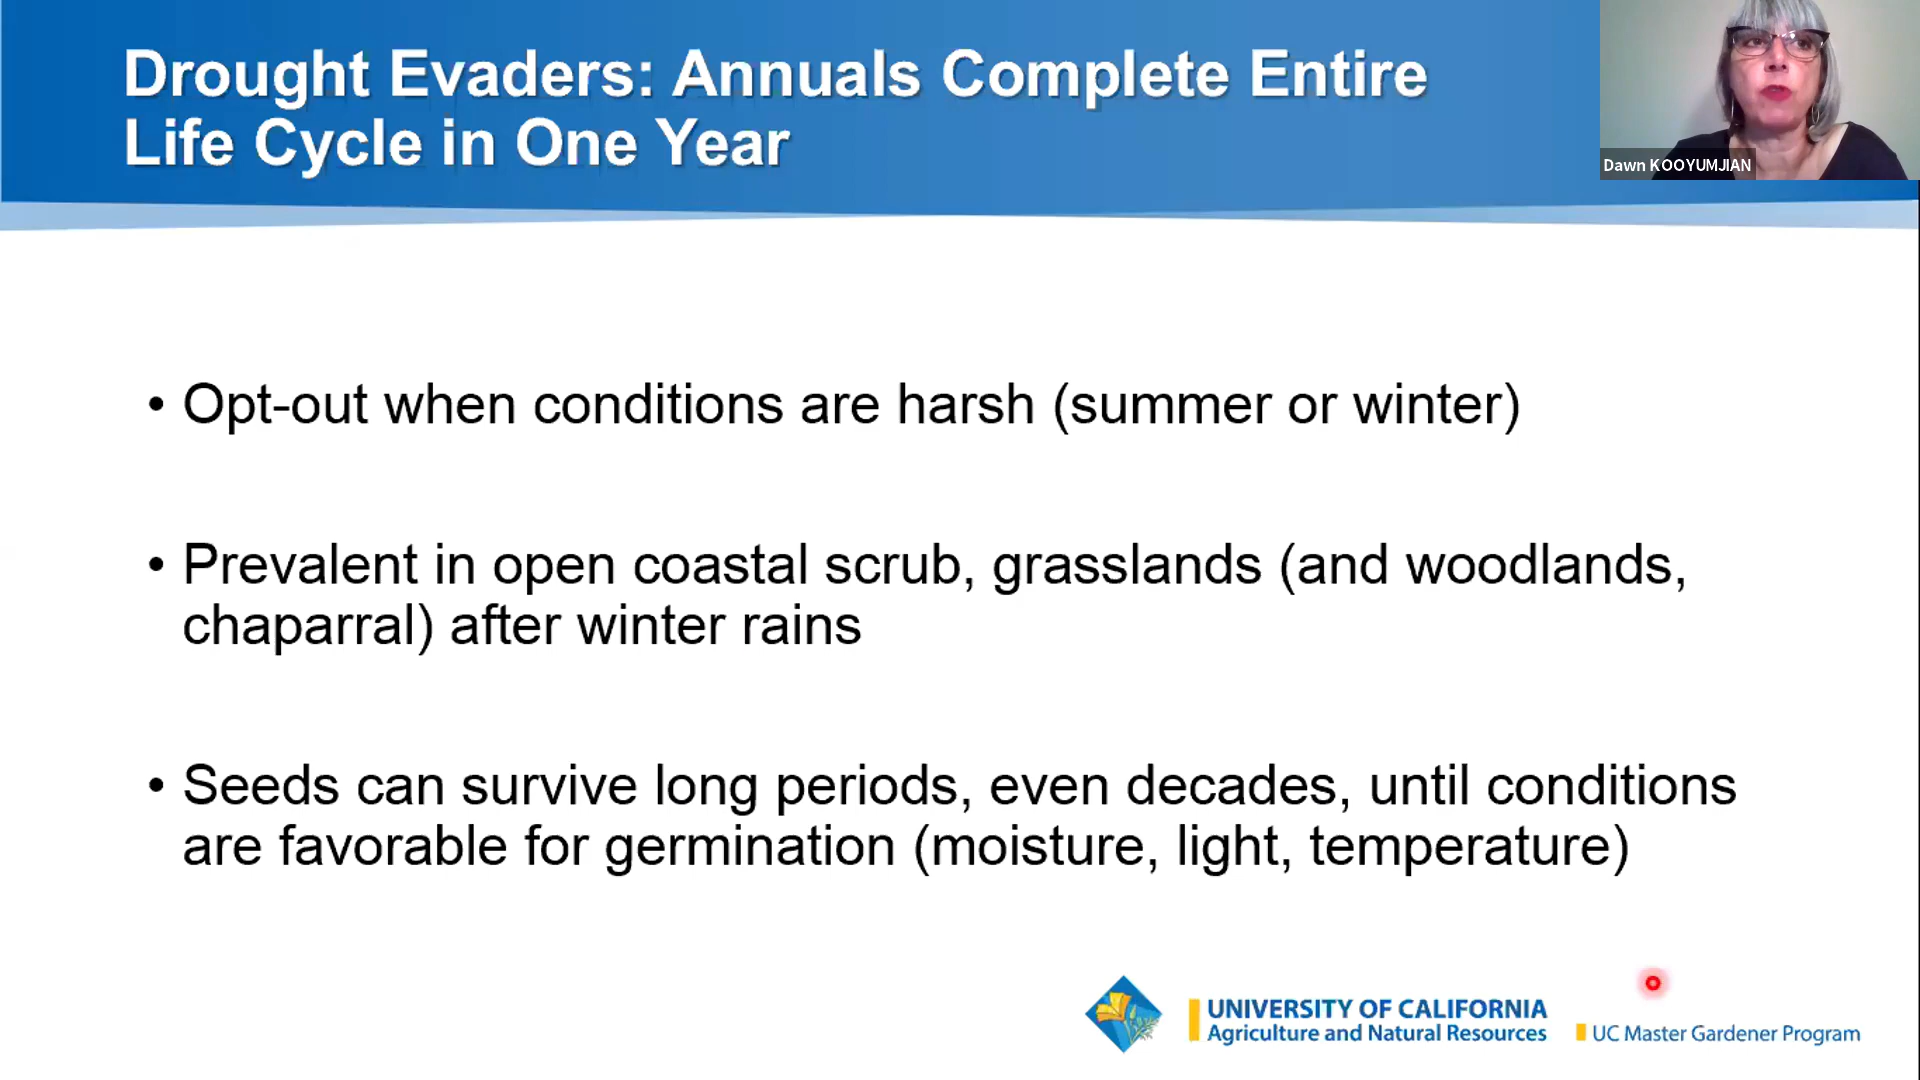 Drought Evaders: Annuals Complete Entire
Life Cycle in One Year
Dawn KOOYUMJIAN
• Opt-out when conditions are harsh (summer or winter)
• Prevalent in open coastal scrub, grasslands (and woodlands,
chaparral) after winter rains
• Seeds can survive long periods, even decades, until conditions
are favorable for germination (moisture, light, temperature)
UNIVERSITY OF CALIFORNIA
Agriculture and Natural Resources
UC Master Gardener Program